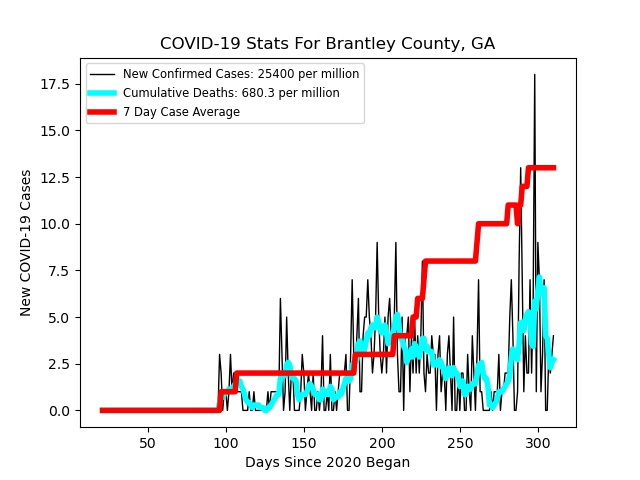 COVID-19 Stats For Brantley County, GA
New Confirmed Cases: 25400 per million
Cumulative Deaths: 680.3 per million
7 Day Case Average
New COVID-19 Cases
17.5
15.0
12.5
10.0
7.5
5.0
2.5
0.0
50 100 150 200 250 300
Days Since 2020 Began